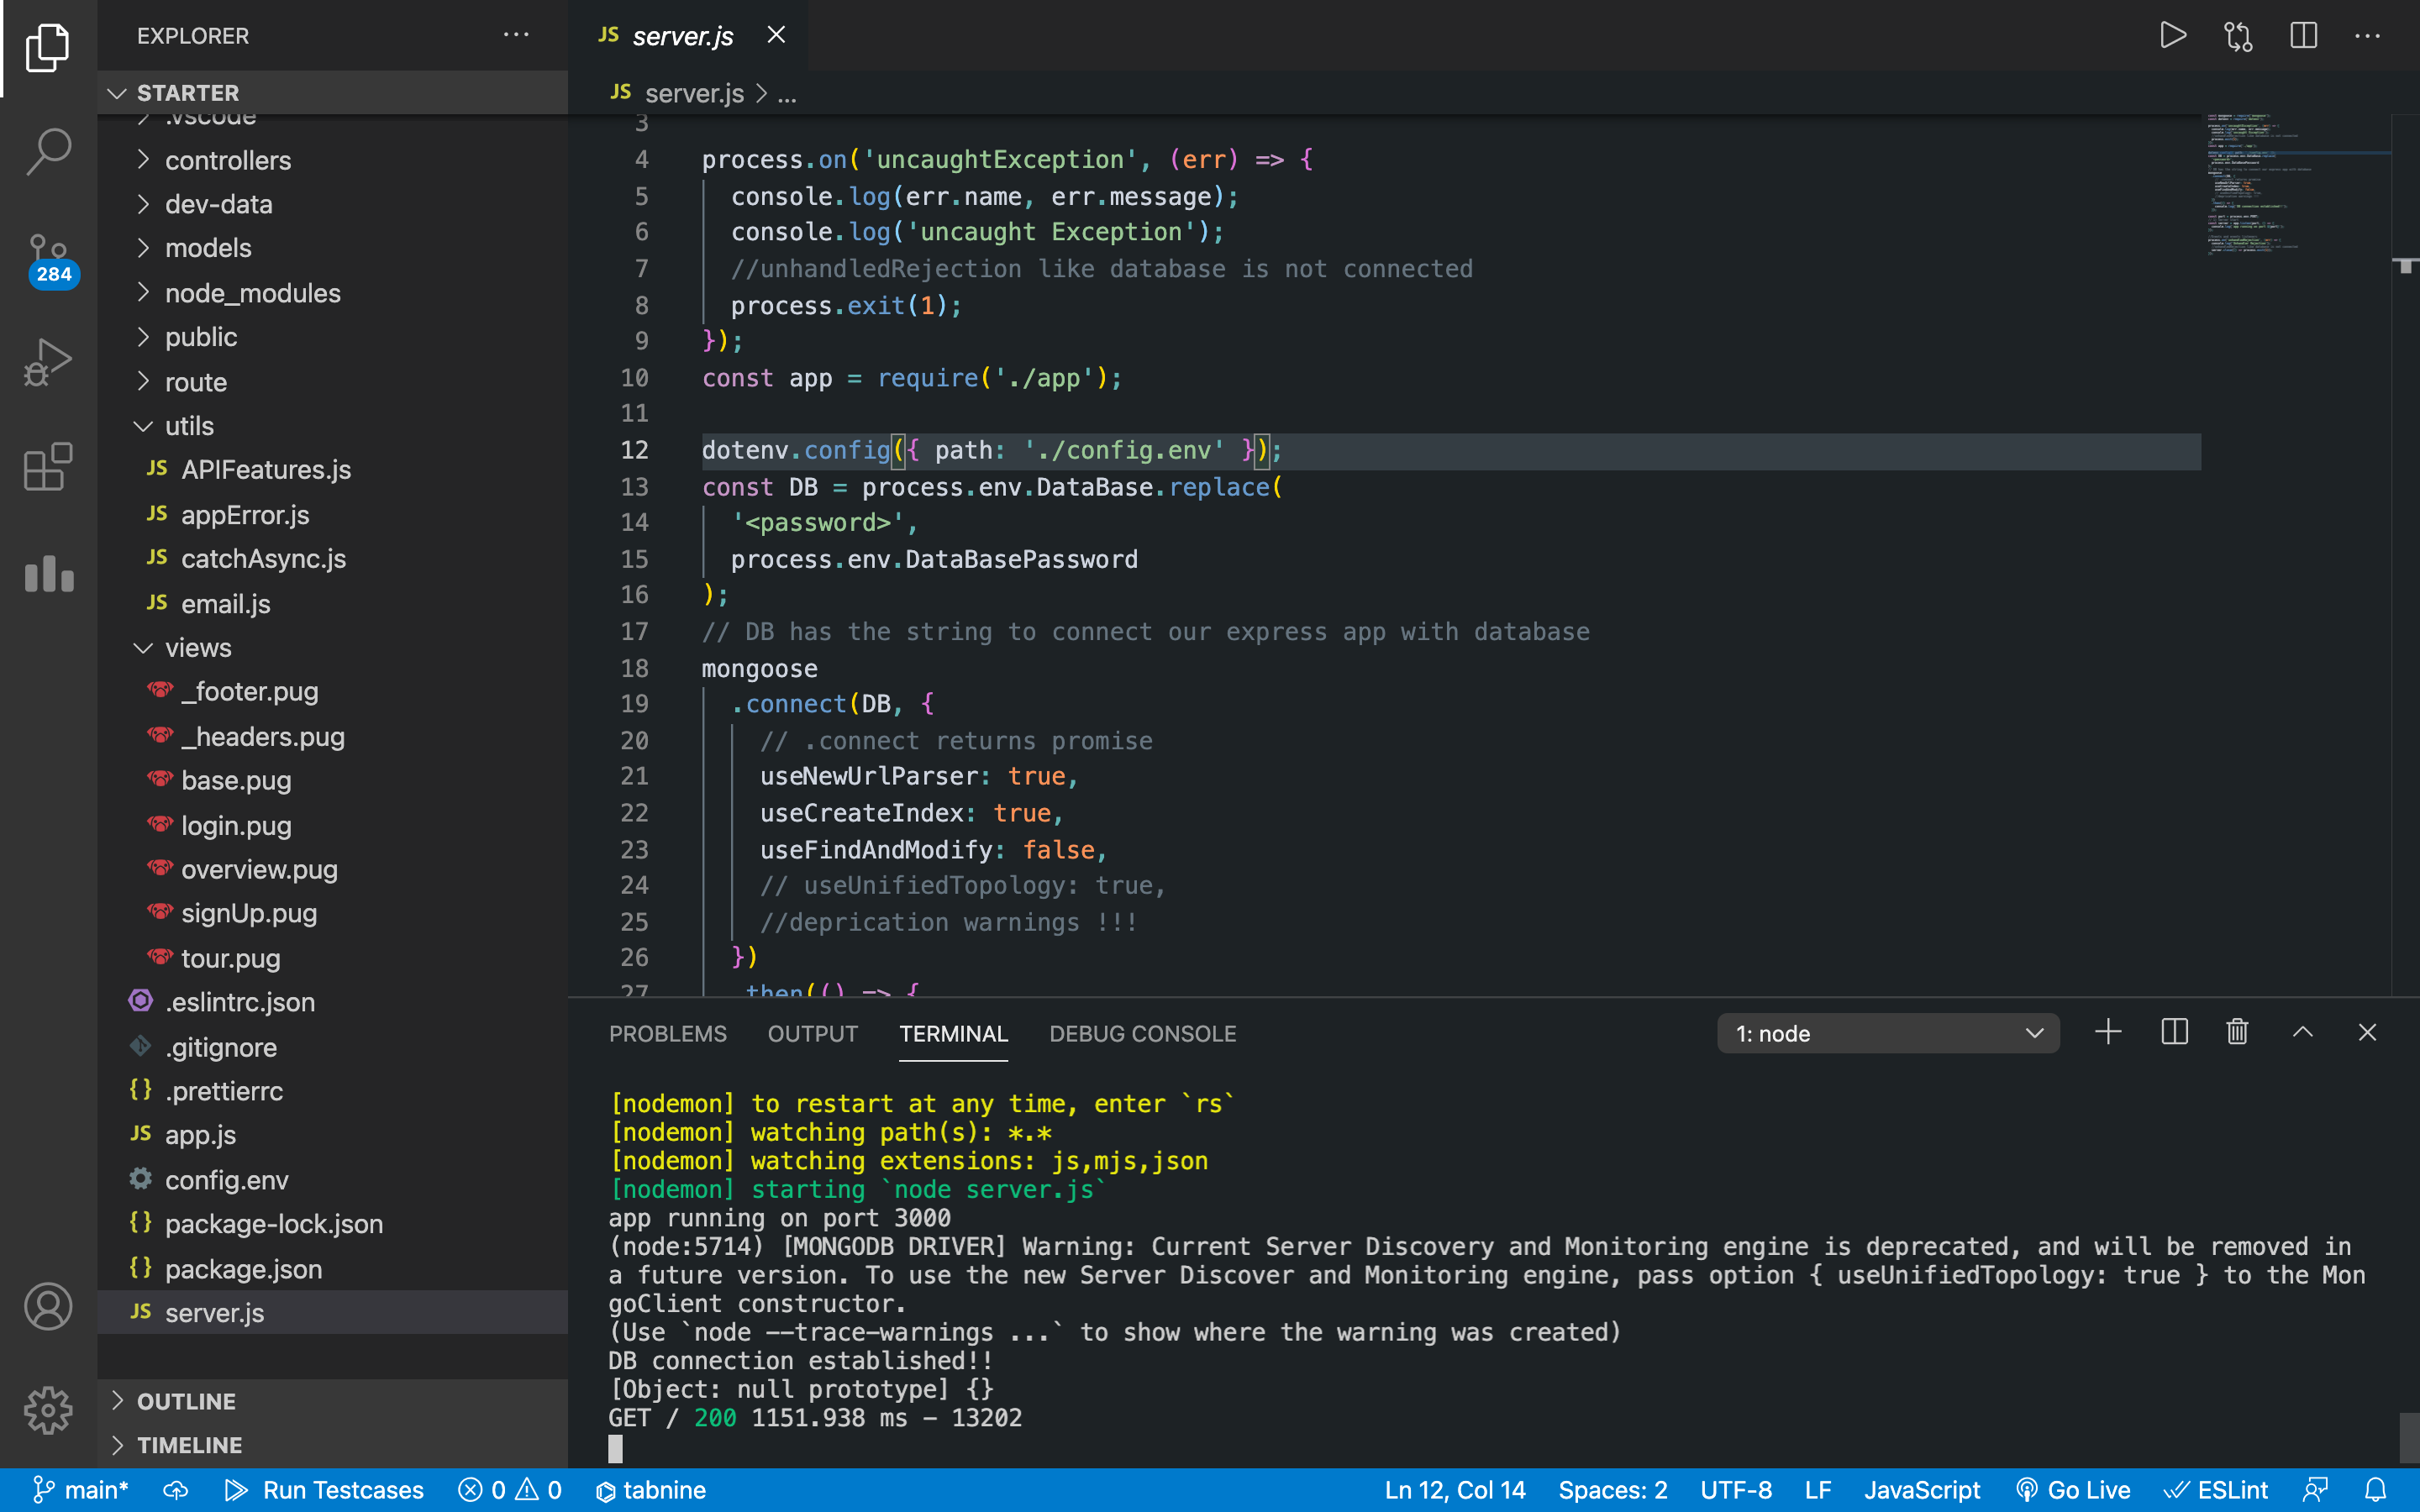 EXPLORER
STARTER
.vscode
controllers
dev-data
models
node_modules
public
route
utils
JS APIFeatures.js
JS appError.js
JS catchAsync.js
JS email.js
views
_footer.pug
_headers.pug
base.pug
login.pug
overview.pug
signUp.pug
tour.pug
.eslintrc.json
.gitignore
{} .prettierrc
JS app.js
config.env
{} package-lock.json
{} package.json
JS server.js
OUTLINE
TIMELINE
284
JS server.js
JS server.js > ...
3
4 process.on('uncaughtException', (err) => {
5 console.log(err.name, err.message);
6 console.log('uncaught Exception');
7 //unhandledRejection like database is not connected
8 process.exit(1);
9 });
10 const app = require('./app');
11
12 dotenv.config({ path: './config.env' });
13 const DB = process.env.DataBase.replace(
14 '<password>',
15 process.env.DataBasePassword
16 );
17 // DB has the string to connect our express app with database
18 mongoose
19 .connect(DB, {
20 // .connect returns promise
21 useNewUrlParser: true,
22 useCreateIndex: true,
23 useFindAndModify: false,
24 // useUnifiedTopology: true,
25 //deprication warnings !!!
26 })
27 .then(() => {
PROBLEMS OUTPUT TERMINAL DEBUG CONSOLE 1: node
[nodemon] to restart at any time, enter `rs`
[nodemon] watching path(s): *.*
[nodemon] watching extensions: js,mjs,json
[nodemon] starting `node server.js`
app running on port 3000
(node:5714) [MONGODB DRIVER] Warning: Current Server Discovery and Monitoring engine is deprecated, and will be removed in
a future version. To use the new Server Discover and Monitoring engine, pass option { useUnifiedTopology: true } to the Mon
goClient constructor.
(Use `node --trace-warnings ...` to show where the warning was created)
DB connection established!!
[Object: null prototype] {}
GET / 200 1151.938 ms - 13202
main* Run Testcases 0 0 tabnine Ln 12, Col 14 Spaces: 2 UTF-8 LF JavaScript Go Live ESLint